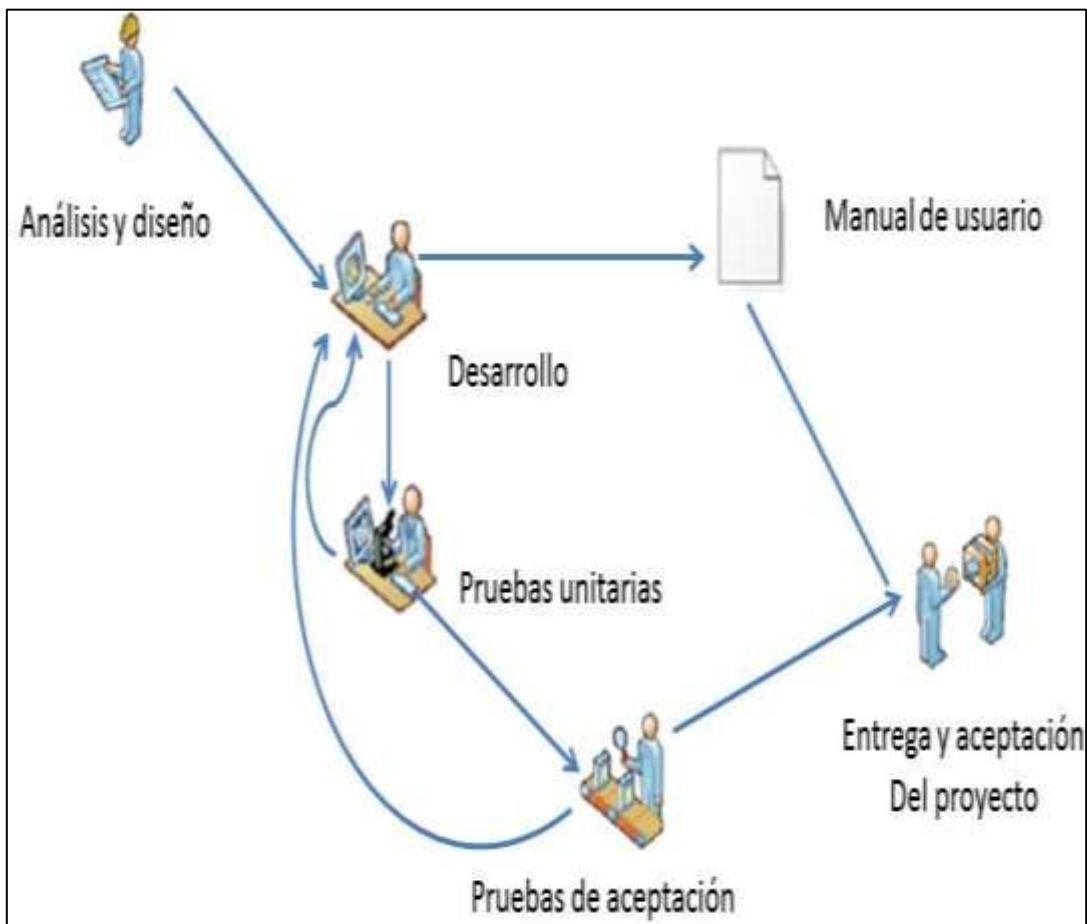 Análisis y diseño
Manual de usuario
Desarrollo
Pruebas unitarias
Entrega y aceptación
Del proyecto
Pruebas de aceptación